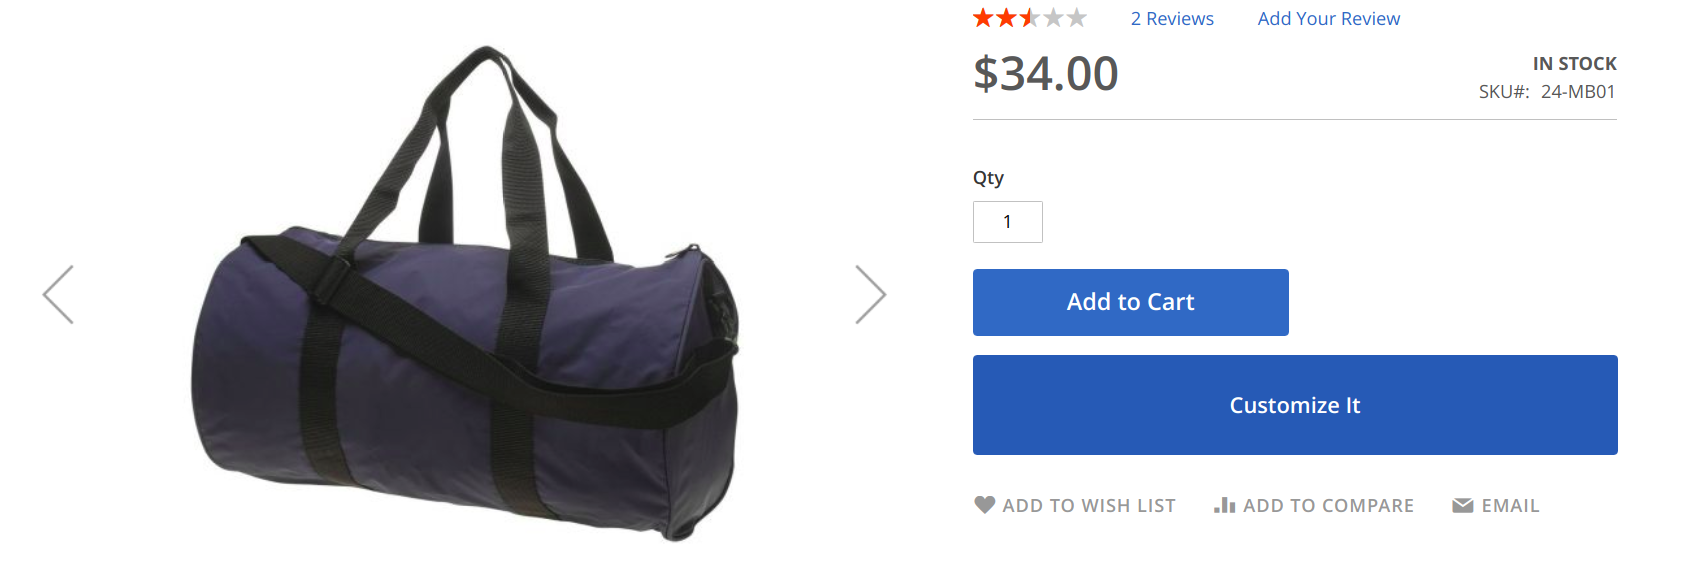 2 Reviews Add Your Review
$34.00
IN STOCK
SKU#: 24-MB01
Qty
1
Add to Cart
Customize It
ADD TO WISH LIST ADD TO COMPARE EMAIL